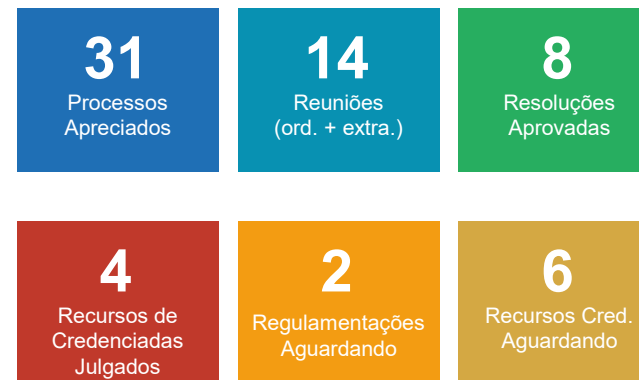 31
Processos
Apreciados
14
Reuniões
(ord. + extra.)
8
Resoluções
Aprovadas
4
Recursos de
Credenciadas
Julgados
2
Regulamentações
Aguardando
6
Recursos Cred.
Aguardando